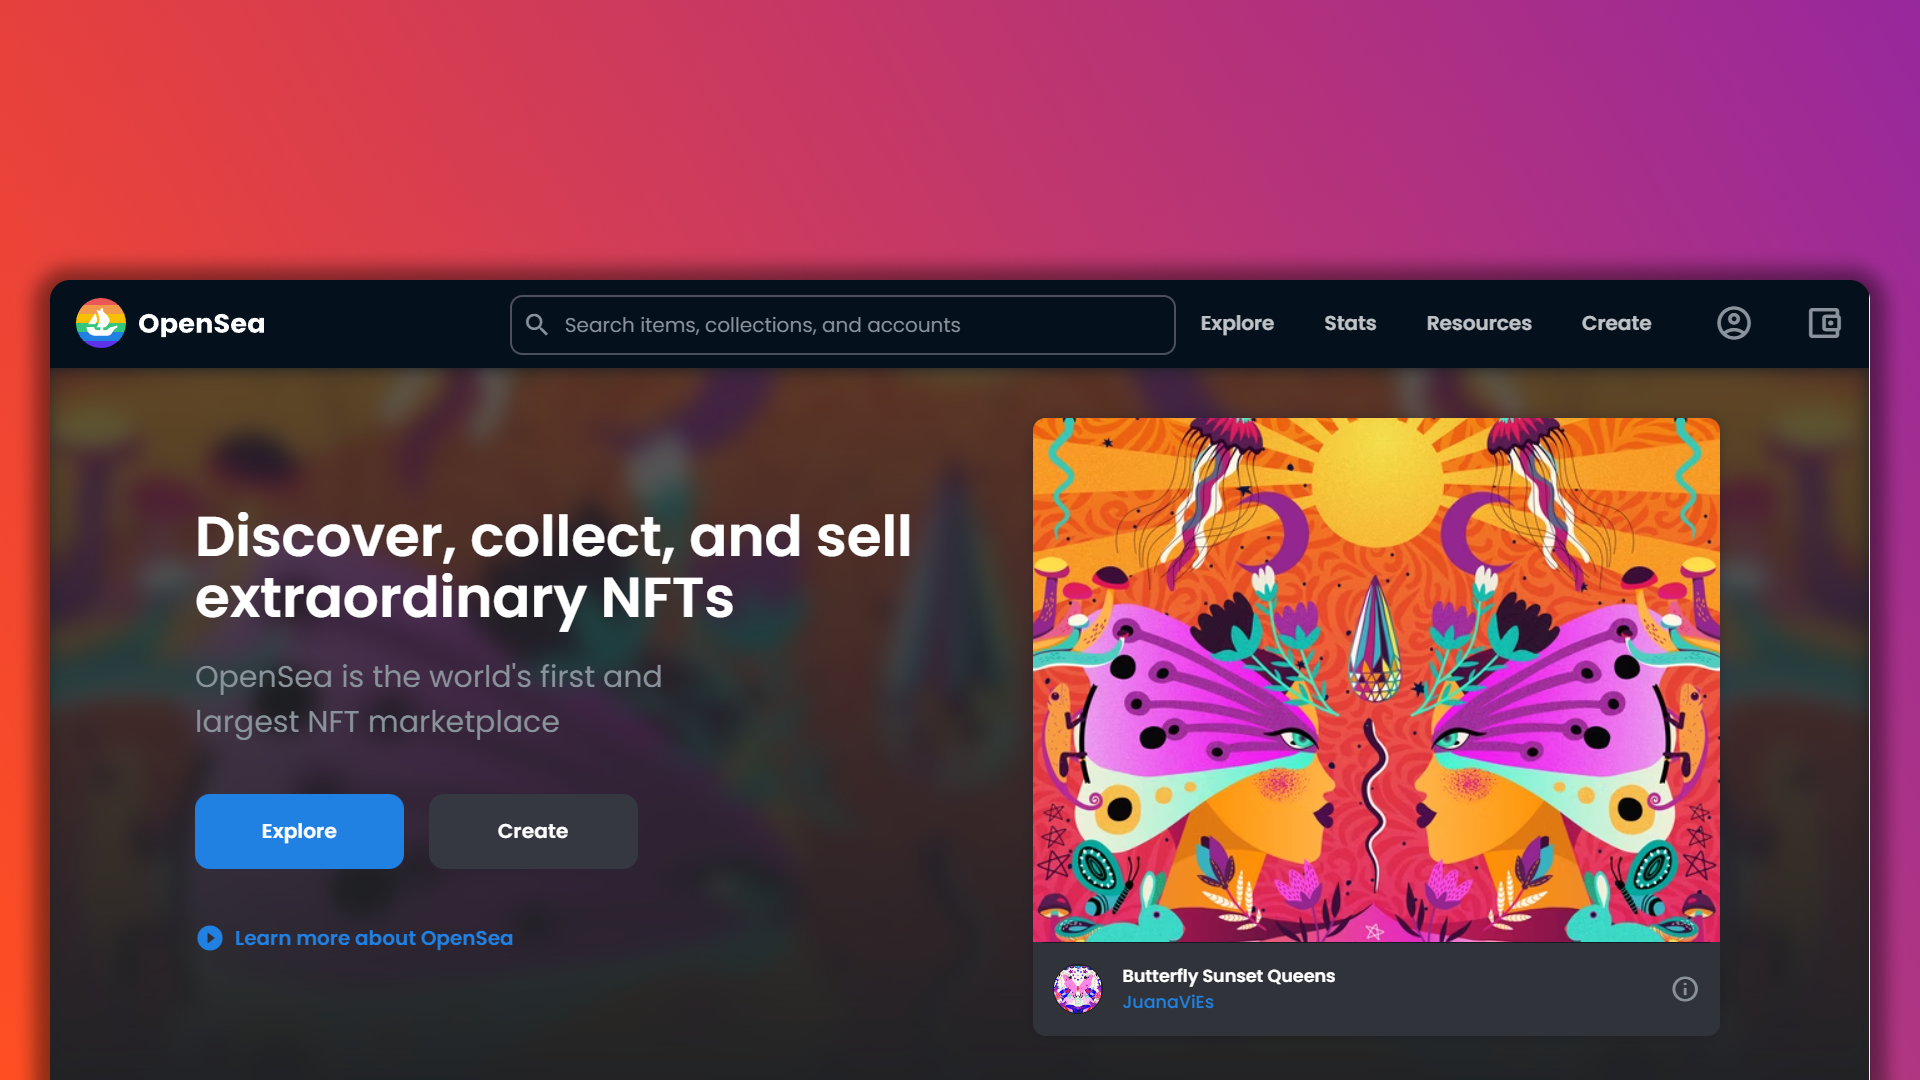 OpenSea
Search items, collections, and accounts
Explore
Stats
Resources
Create
Discover, collect, and sell
extraordinary NFTs
OpenSea is the world's first and
largest NFT marketplace
Explore
Create
Learn more about OpenSea
Butterfly Sunset Queens
JuanaViEs